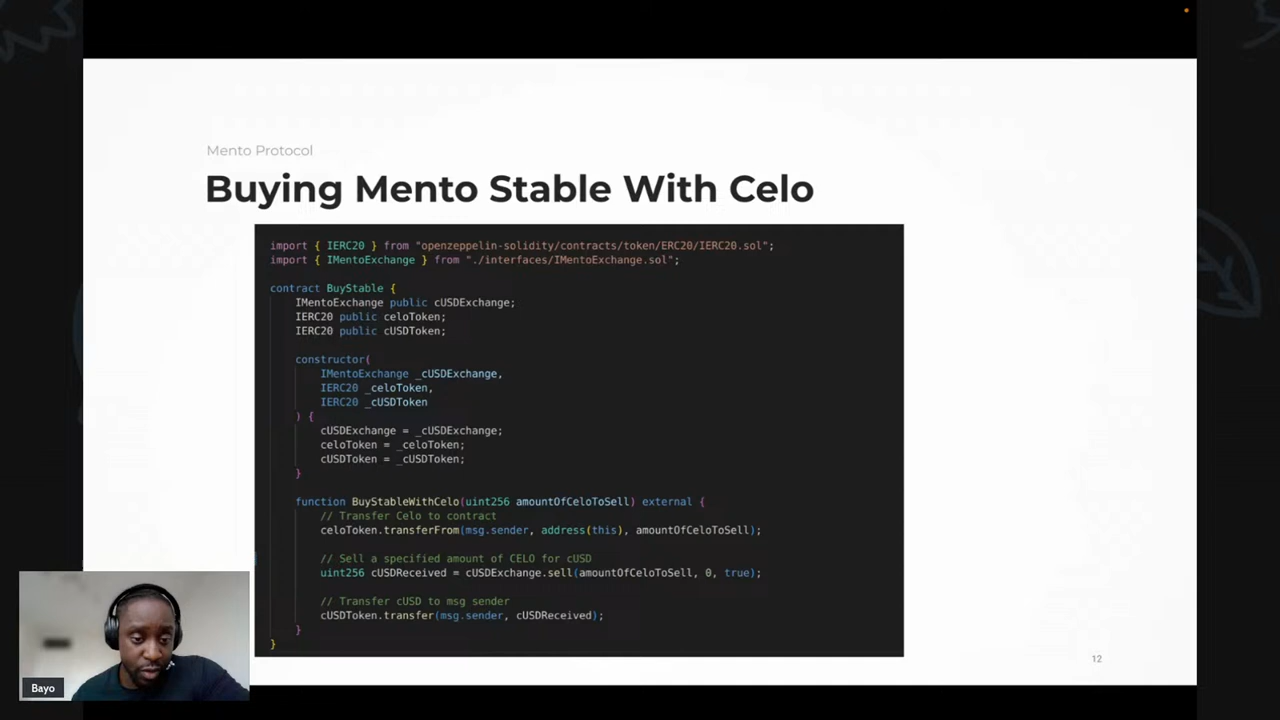 Mento Protocol
Buying Mento Stable With Celo
import { IERC20 } from "openzeppelin-solidity/contracts/token/ERC20/IERC20.sol";
import { IMentoExchange } from "./interfaces/IMentoExchange.sol";
contract BuyStable {
IMentoExchange public cUSDExchange;
IERC20 public celoToken;
IERC20 public cUSDToken;
constructor(
IMentoExchange _cUSDExchange,
IERC20 _celoToken,
IERC20 _cUSDToken
) {
cUSDExchange = _cUSDExchange;
celoToken = _celoToken;
cUSDToken = _cUSDToken;
}
function BuyStableWithCelo(uint256 amountOfCeloToSell) external {
// Transfer Celo to contract
celoToken.transferFrom(msg.sender, address(this), amountOfCeloToSell);
// Sell a specified amount of CELO for cUSD
uint256 cUSDReceived = cUSDExchange.sell(amountOfCeloToSell, 0, true);
// Transfer cUSD to msg sender
cUSDToken.transfer(msg.sender, cUSDReceived);
}
}
12
Bayo